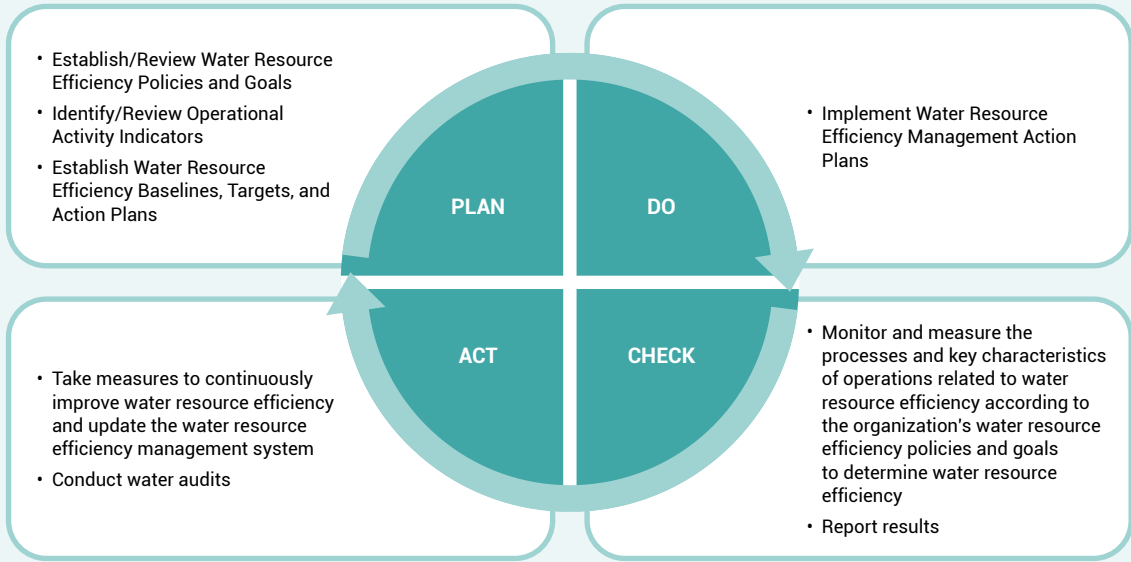 • Establish/Review Water Resource
Efficiency Policies and Goals
• Identify/Review Operational
Activity Indicators
• Establish Water Resource
Efficiency Baselines, Targets, and
Action Plans
PLAN
DO
• Implement Water Resource
Efficiency Management Action
Plans
ACT
CHECK
• Take measures to continuously
improve water resource efficiency
and update the water resource
efficiency management system
• Conduct water audits
• Monitor and measure the
processes and key characteristics
of operations related to water
resource efficiency according to
the organization's water resource
efficiency policies and goals
to determine water resource
efficiency
• Report results